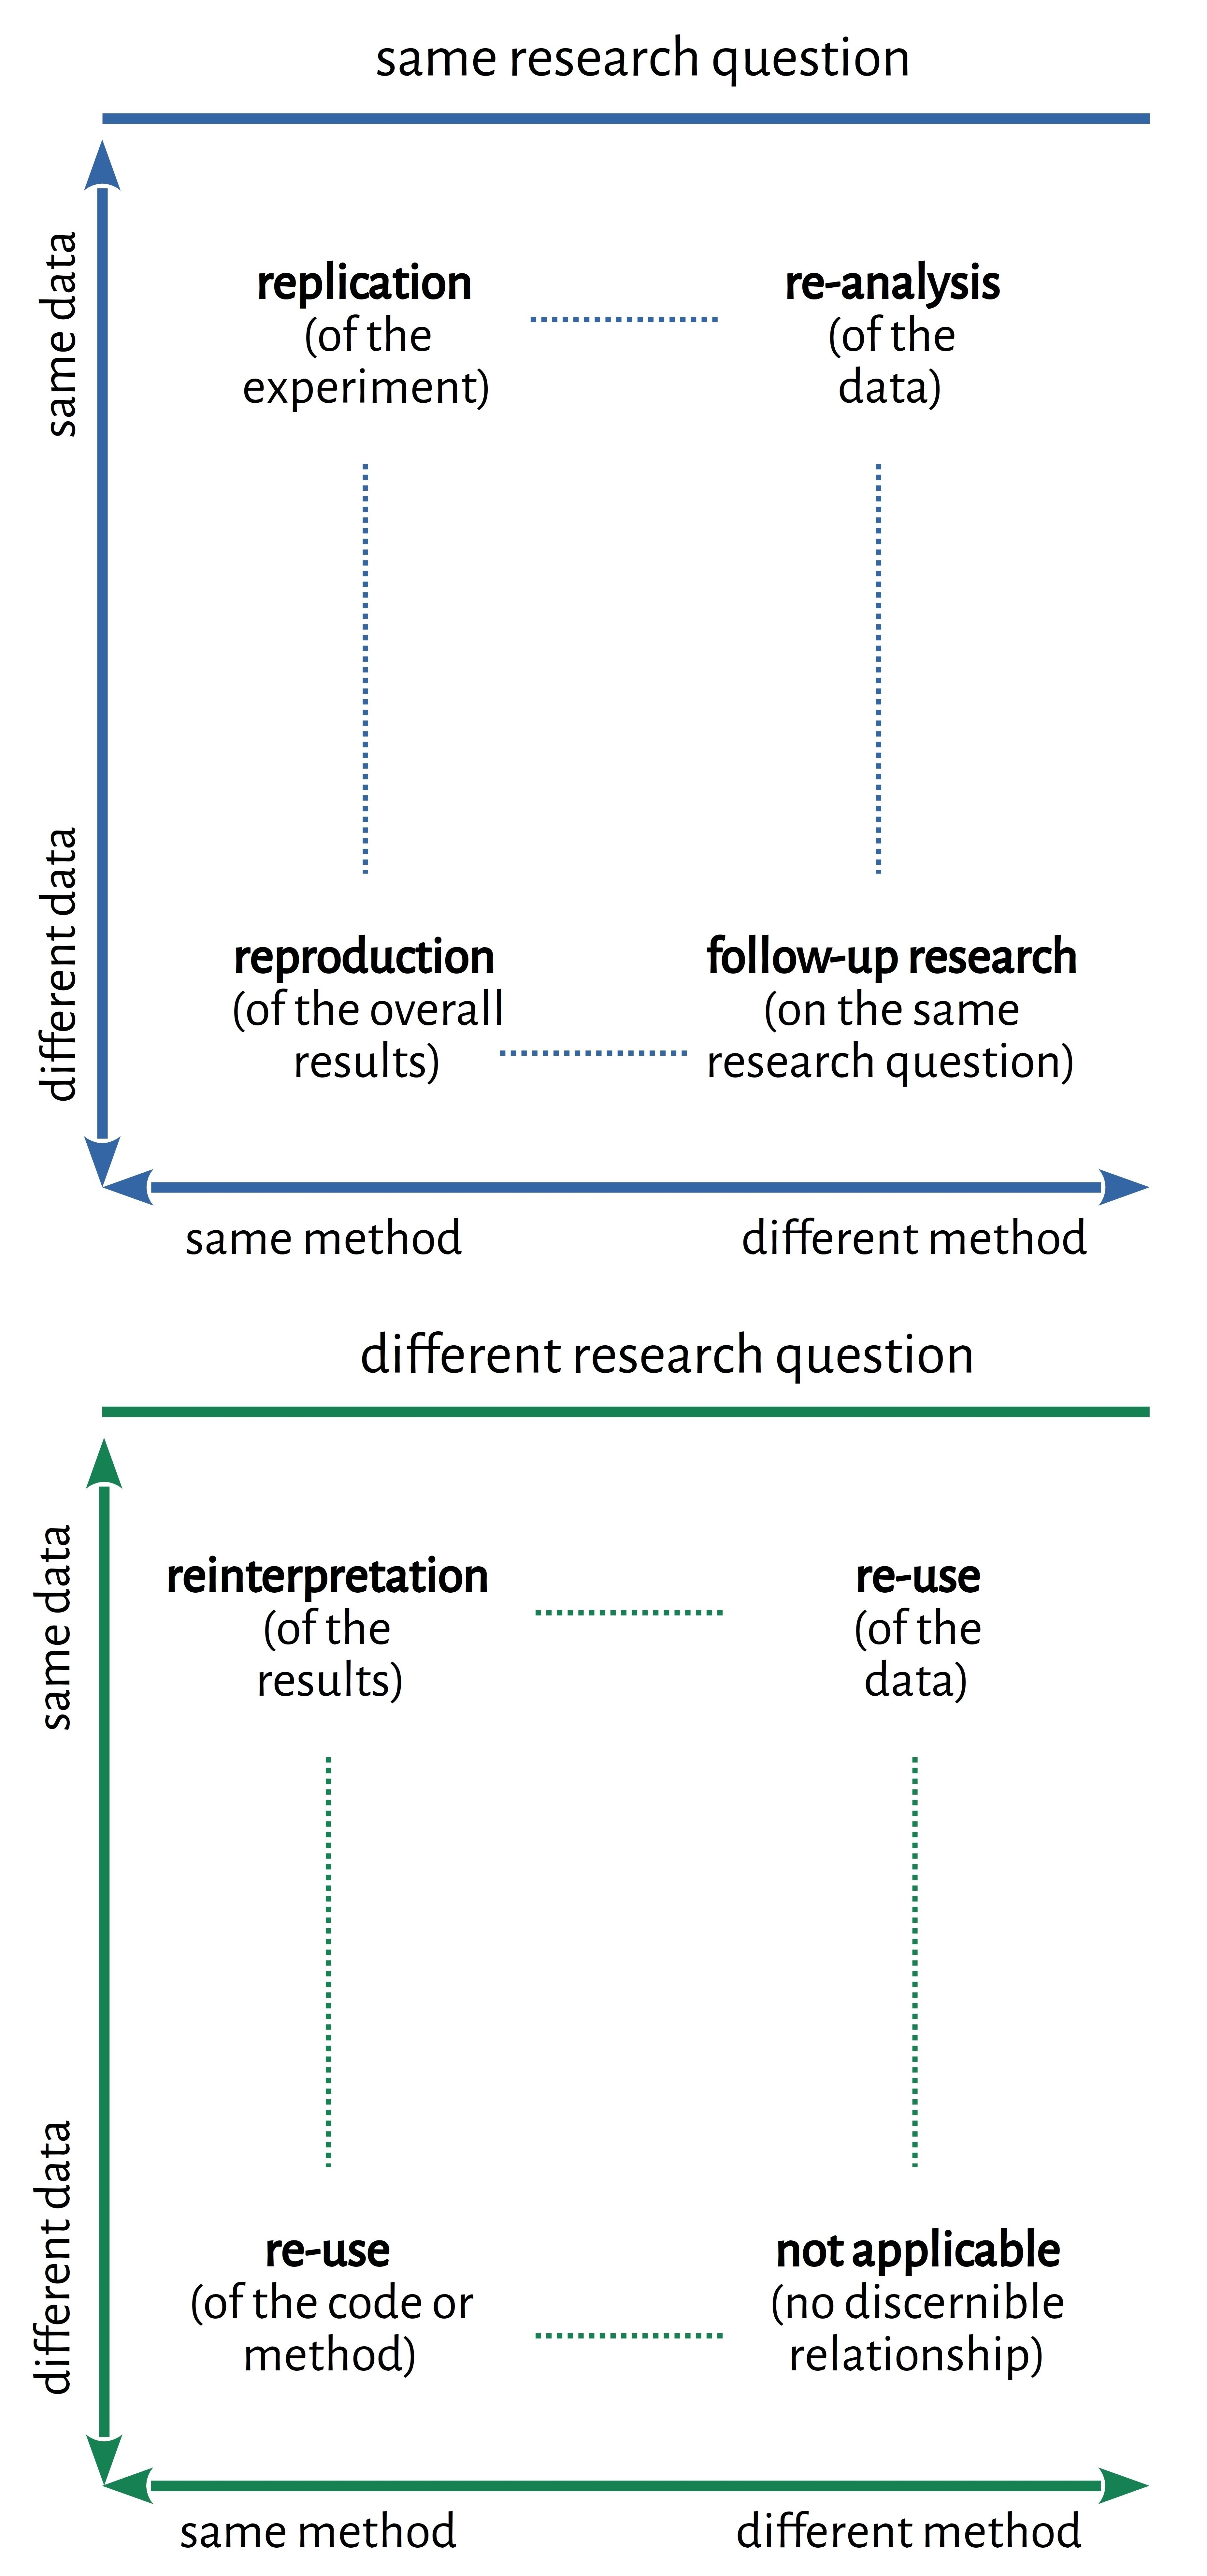 same research question
same data
replication
(of the
experiment)
re-analysis
(of the
data)
different data
reproduction
(of the overall
results)
follow-up research
(on the same
research question)
same method
different method
different research question
same data
reinterpretation
(of the
results)
re-use
(of the
data)
different data
re-use
(of the code or
method)
not applicable
(no discernible
relationship)
same method
different method